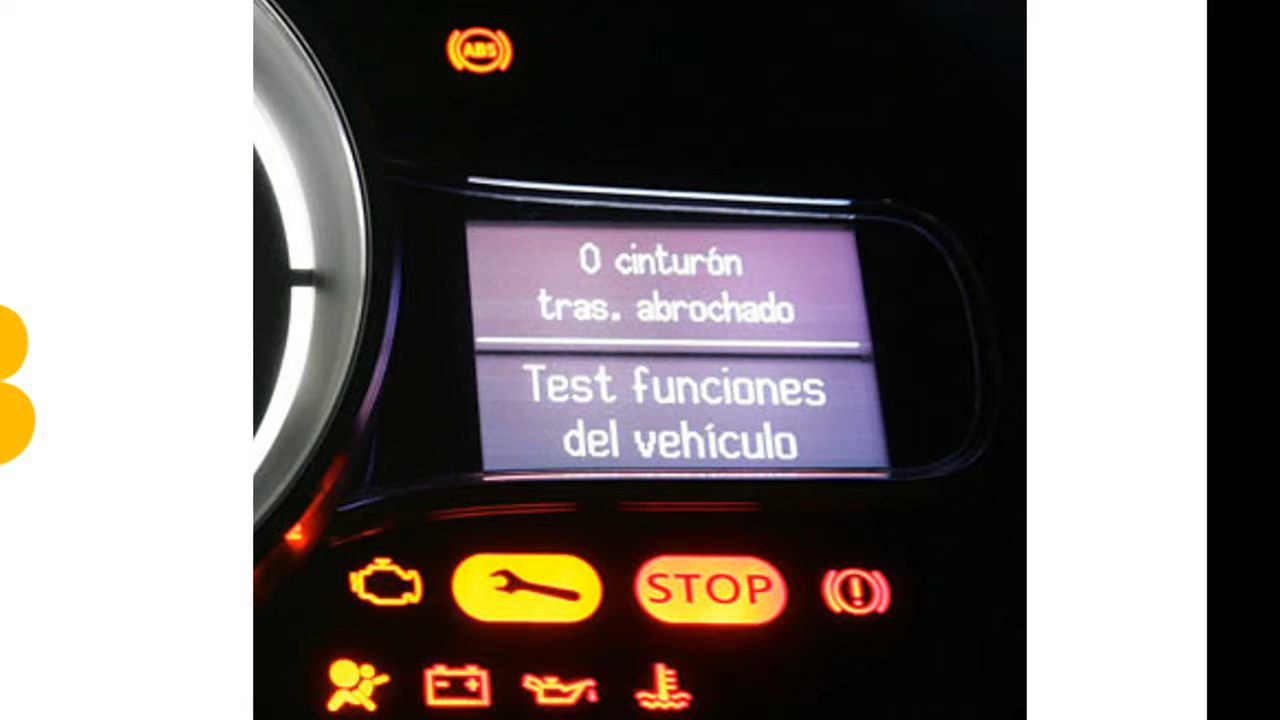 ABS
0 cinturón
tras. abrochado
Test funciones
del vehículo
STOP